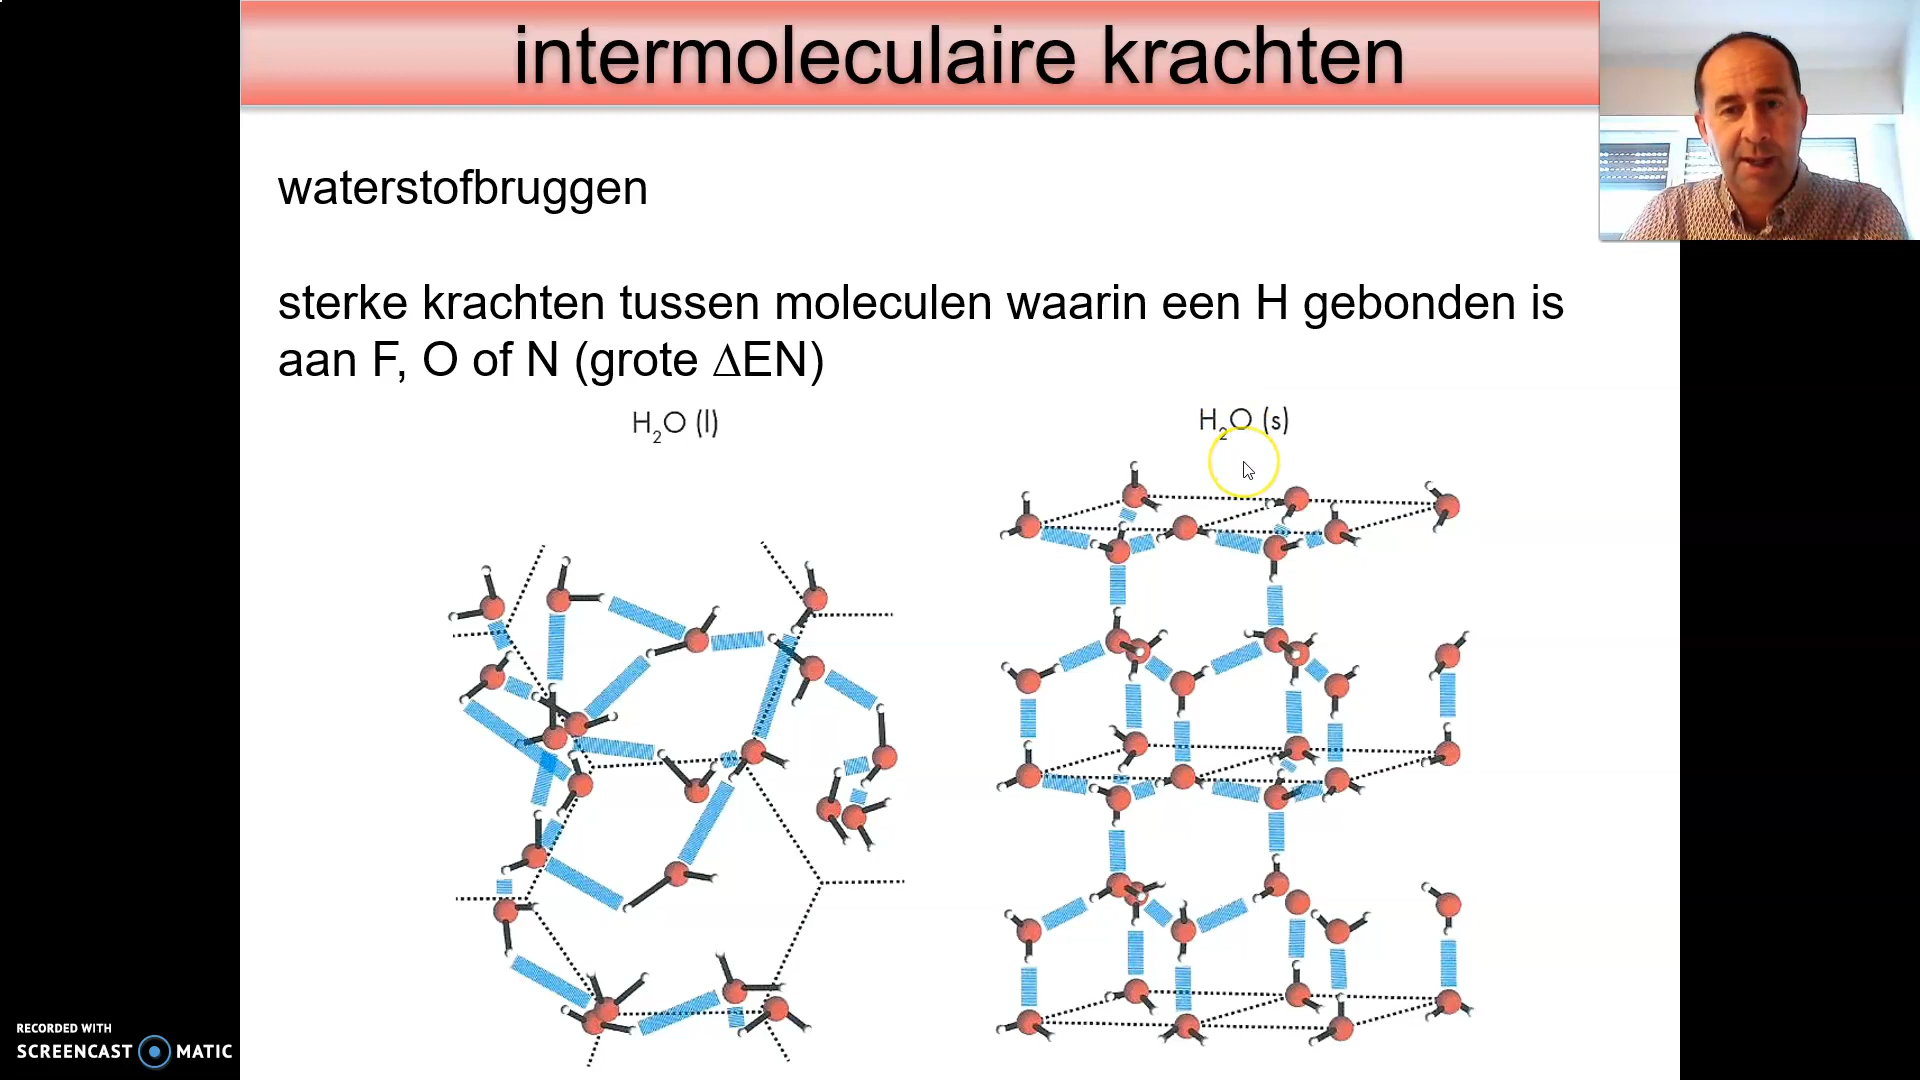 intermoleculaire krachten
waterstofbruggen
sterke krachten tussen moleculen waarin een H gebonden is
aan F, O of N (grote ΔEN)
H₂O (l)
H₂O (s)
RECORDED WITH
SCREENCAST MATIC